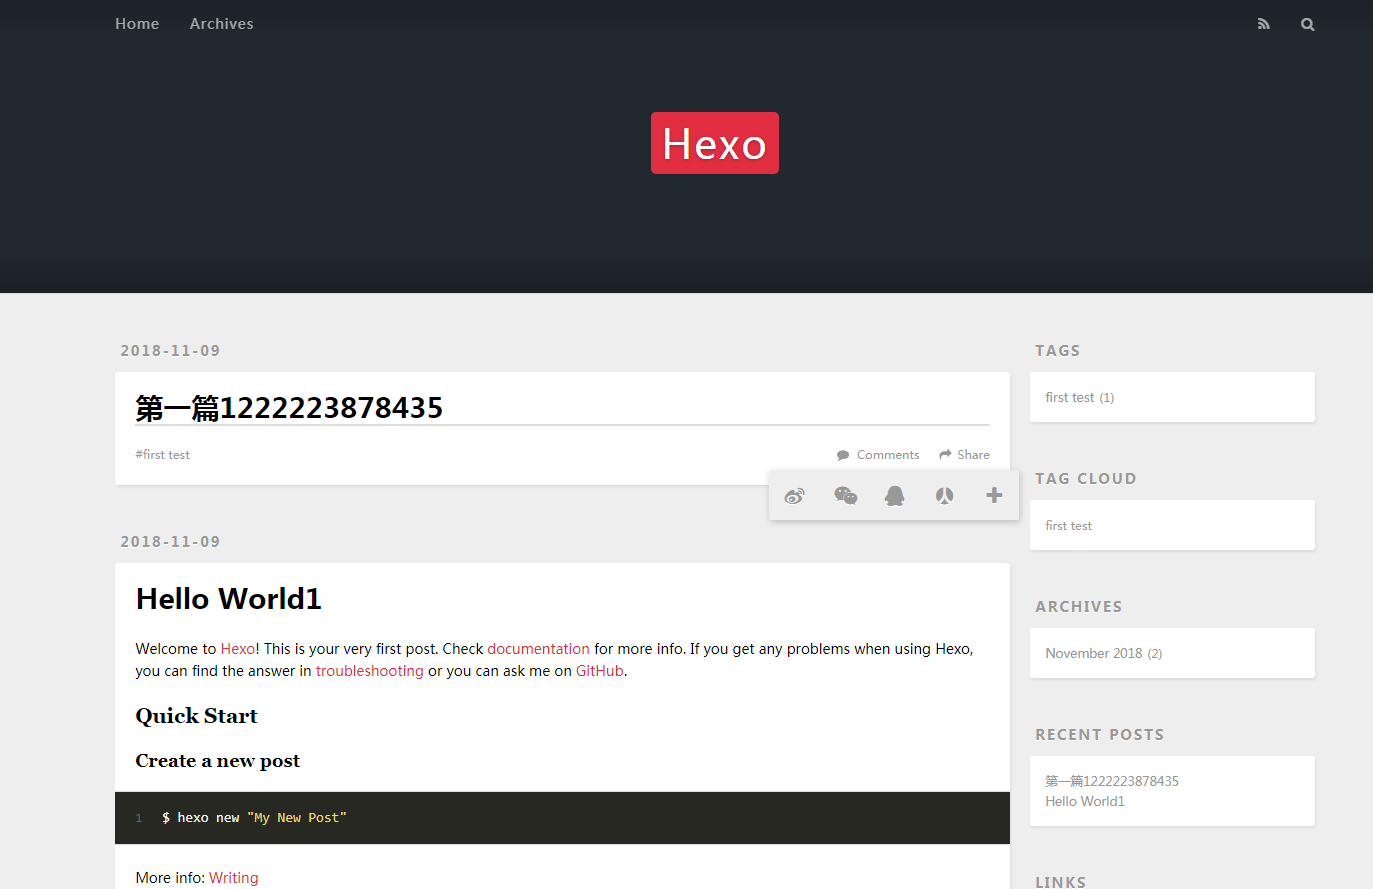 Home Archives
Hexo
2018-11-09
第一篇1222223878435
#first test Comments Share
2018-11-09
Hello World1
Welcome to Hexo! This is your very first post. Check documentation for more info. If you get any problems when using Hexo,
you can find the answer in troubleshooting or you can ask me on GitHub.
Quick Start
Create a new post
1 $ hexo new "My New Post"
More info: Writing
TAGS
first test (1)
TAG CLOUD
first test
ARCHIVES
November 2018 (2)
RECENT POSTS
第一篇1222223878435
Hello World1
LINKS